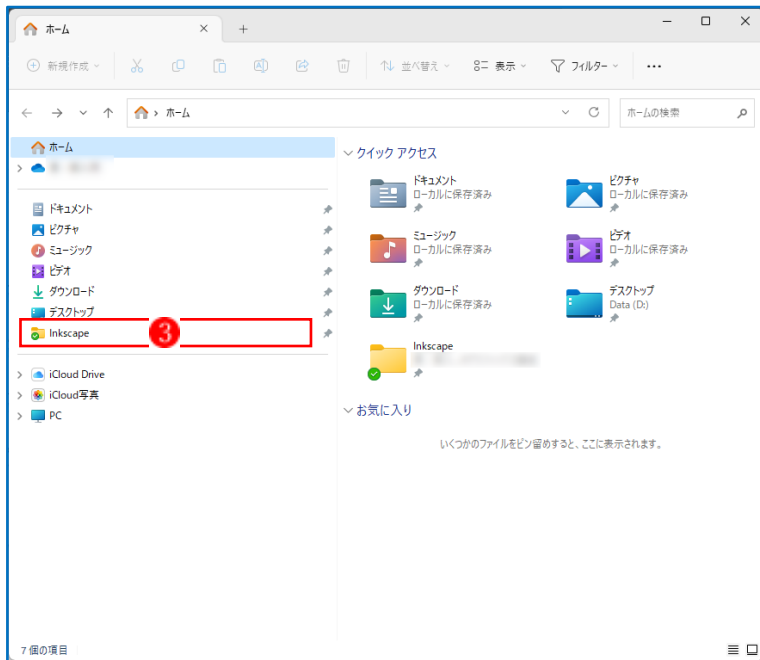 ホーム
新規作成
並べ替え
表示
フィルター
ホーム
ホームの検索
ホーム
ドキュメント
ピクチャ
ミュージック
ビデオ
ダウンロード
デスクトップ
Inkscape
3
iCloud Drive
iCloud写真
PC
クイック アクセス
ドキュメント
ローカルに保存済み
ピクチャ
ローカルに保存済み
ミュージック
ローカルに保存済み
ビデオ
ローカルに保存済み
ダウンロード
ローカルに保存済み
デスクトップ
Data (D:)
Inkscape
お気に入り
いくつかのファイルをピン留めすると、ここに表示されます。
7 個の項目